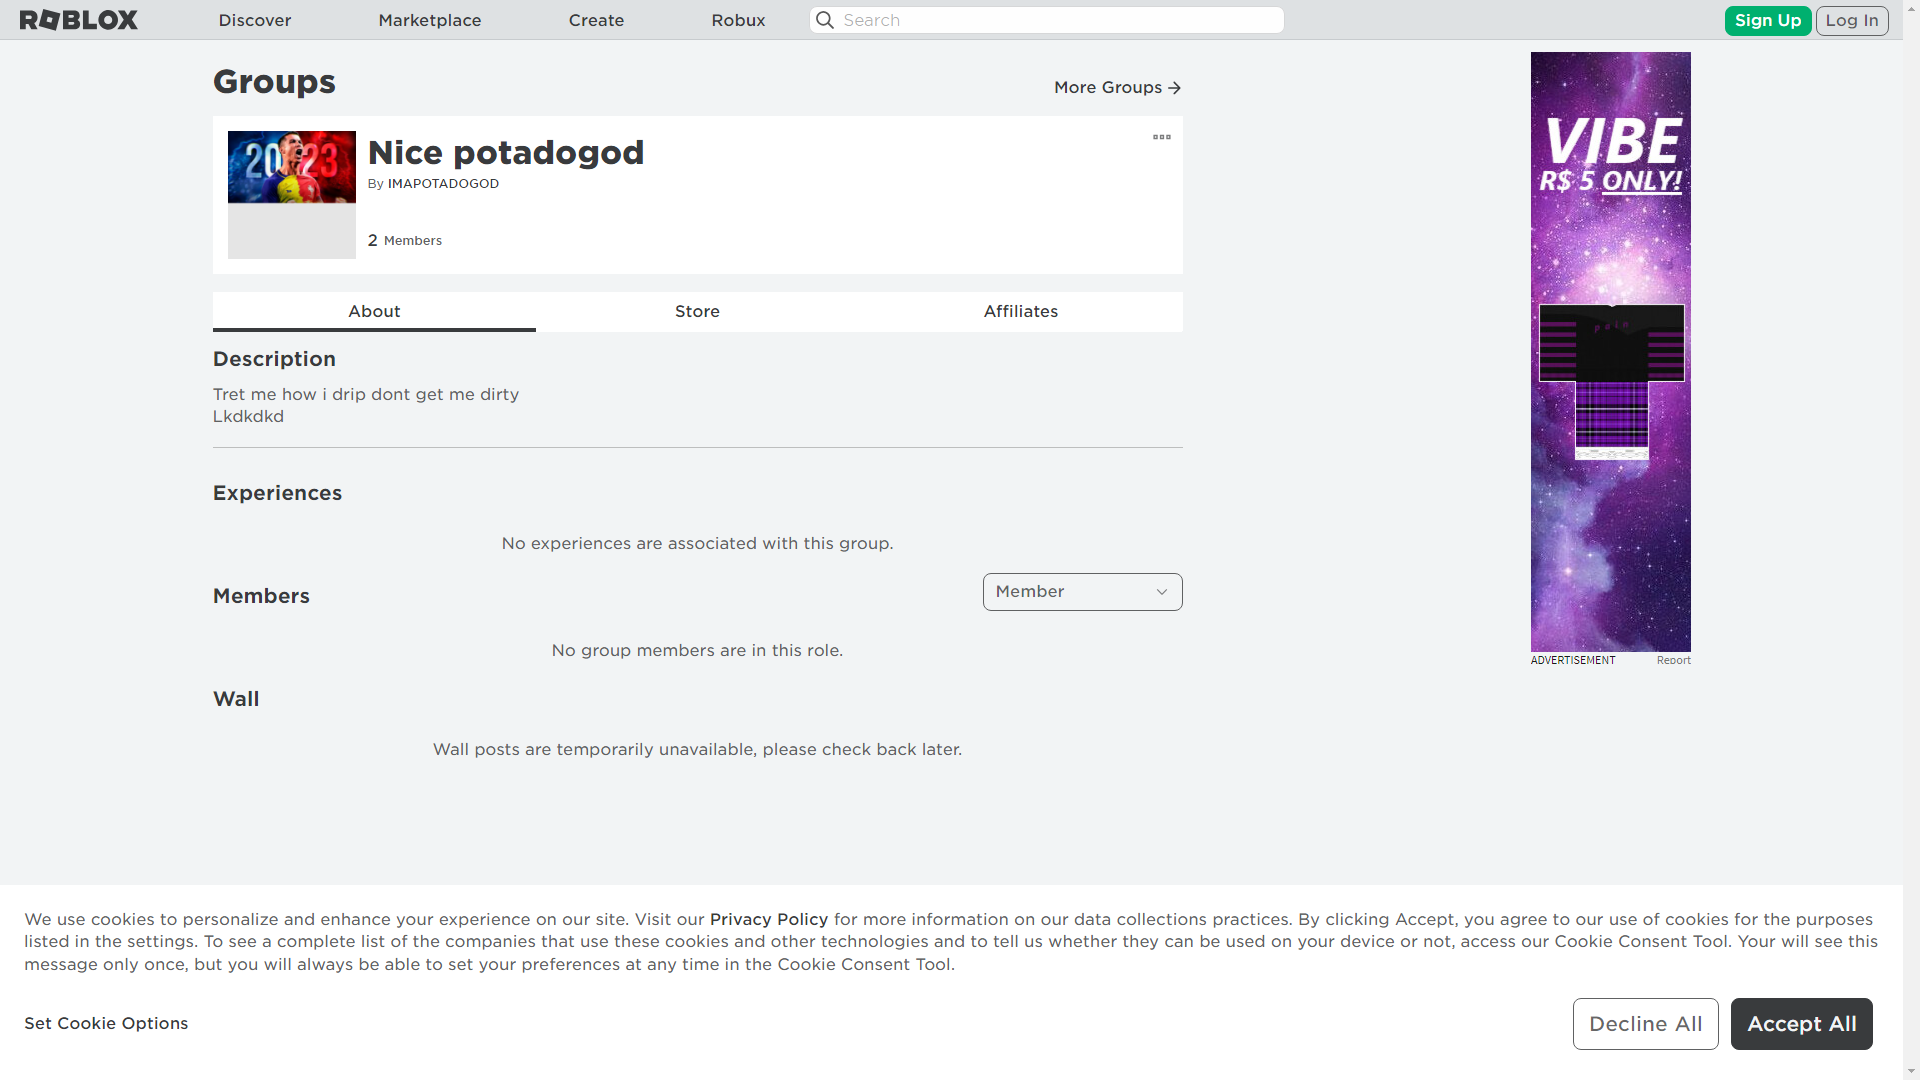 ROBLOX
Discover
Marketplace
Create
Robux
Search
Sign Up
Log In
Groups
More Groups
2023
Nice potadogod
By IMAPOTADOGOD
2 Members
About
Store
Affiliates
Description
Tret me how i drip dont get me dirty
Lkdkdkd
Experiences
No experiences are associated with this group.
Members
Member
No group members are in this role.
Wall
Wall posts are temporarily unavailable, please check back later.
VIBE
R$ 5 ONLY!
pain
ADVERTISEMENT
Report
We use cookies to personalize and enhance your experience on our site. Visit our Privacy Policy for more information on our data collections practices. By clicking Accept, you agree to our use of cookies for the purposes
listed in the settings. To see a complete list of the companies that use these cookies and other technologies and to tell us whether they can be used on your device or not, access our Cookie Consent Tool. Your will see this
message only once, but you will always be able to set your preferences at any time in the Cookie Consent Tool.
Set Cookie Options
Decline All
Accept All